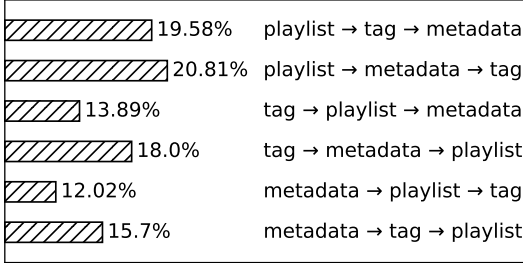 19.58% playlist → tag → metadata
20.81% playlist → metadata → tag
13.89% tag → playlist → metadata
18.0% tag → metadata → playlist
12.02% metadata → playlist → tag
15.7% metadata → tag → playlist